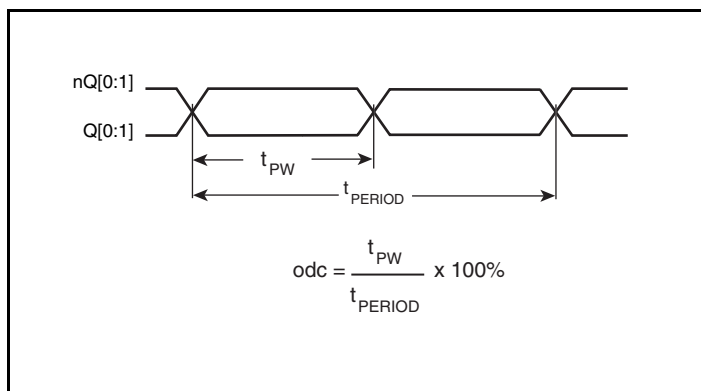 nQ[0:1]
Q[0:1]
tPW
tPERIOD
odc = tPW / tPERIOD x 100%